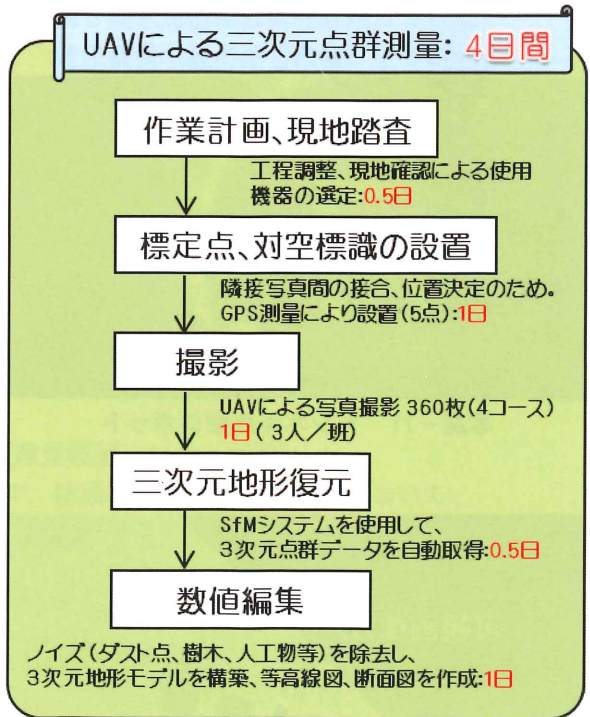 UAVによる三次元点群測量: 4日間
作業計画、現地踏査
工程調整、現地確認による使用
機器の選定:0.5日
標定点、対空標識の設置
隣接写真間の接合、位置決定のため。
GPS測量により設置(5点):1日
撮影
UAVによる写真撮影 360枚(4コース)
1日( 3人/班)
三次元地形復元
SfMシステムを使用して、
3次元点群データを自動取得:0.5日
数値編集
ノイズ(ダスト点、樹木、人工物等)を除去し、
3次元地形モデルを構築、等高線図、断面図を作成:1日